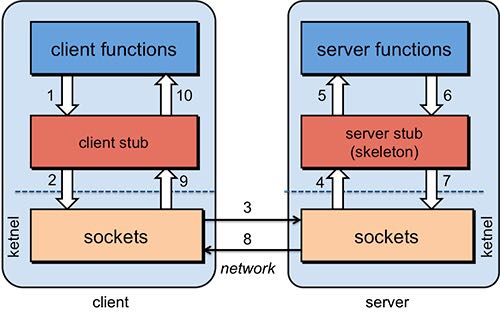 client functions
server functions
1
10
5
6
client stub
server stub
(skeleton)
2
9
4
7
3
ketnel
sockets
8
sockets
ketnel
network
client
server